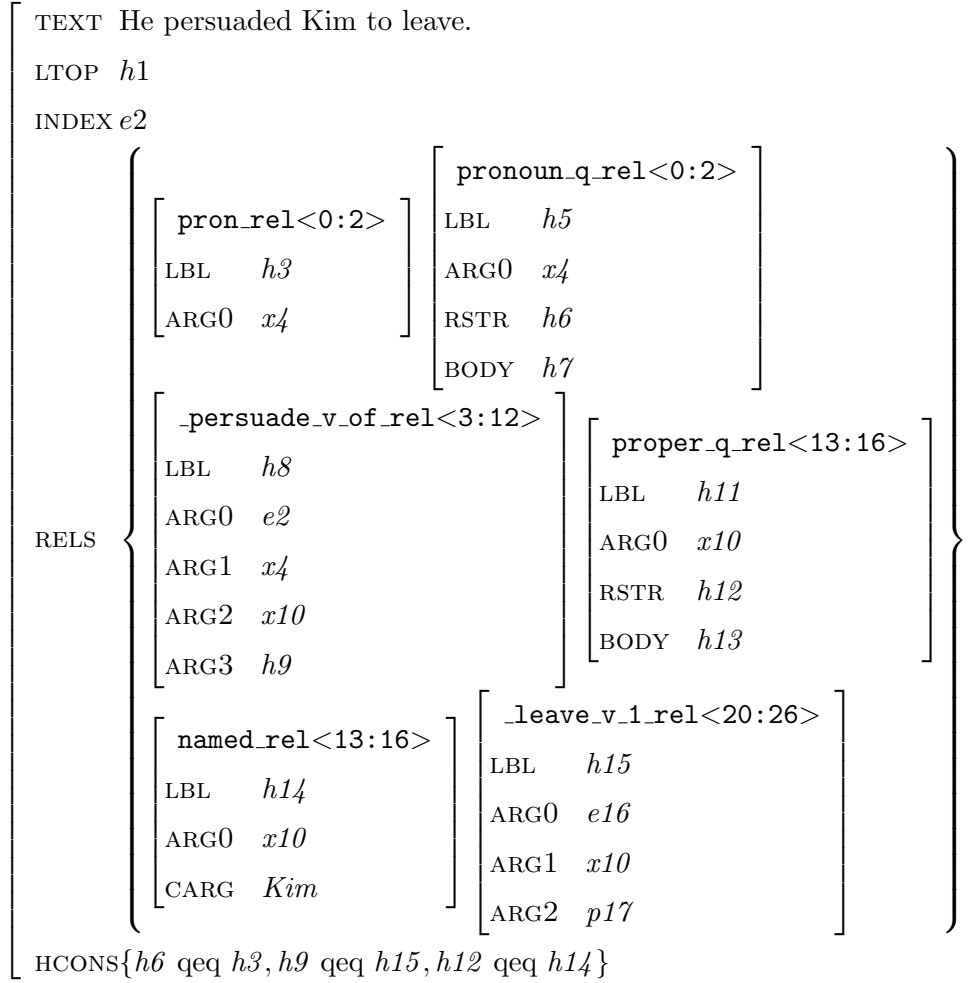 TEXT He persuaded Kim to leave.
LTOP h1
INDEX e2
RELS
pron_rel<0:2>
LBL h3
ARG0 x4
pronoun_q_rel<0:2>
LBL h5
ARG0 x4
RSTR h6
BODY h7
_persuade_v_of_rel<3:12>
LBL h8
ARG0 e2
ARG1 x4
ARG2 x10
ARG3 h9
proper_q_rel<13:16>
LBL h11
ARG0 x10
RSTR h12
BODY h13
named_rel<13:16>
LBL h14
ARG0 x10
CARG Kim
_leave_v_1_rel<20:26>
LBL h15
ARG0 e16
ARG1 x10
ARG2 p17
HCONS{h6 qeq h3, h9 qeq h15, h12 qeq h14}